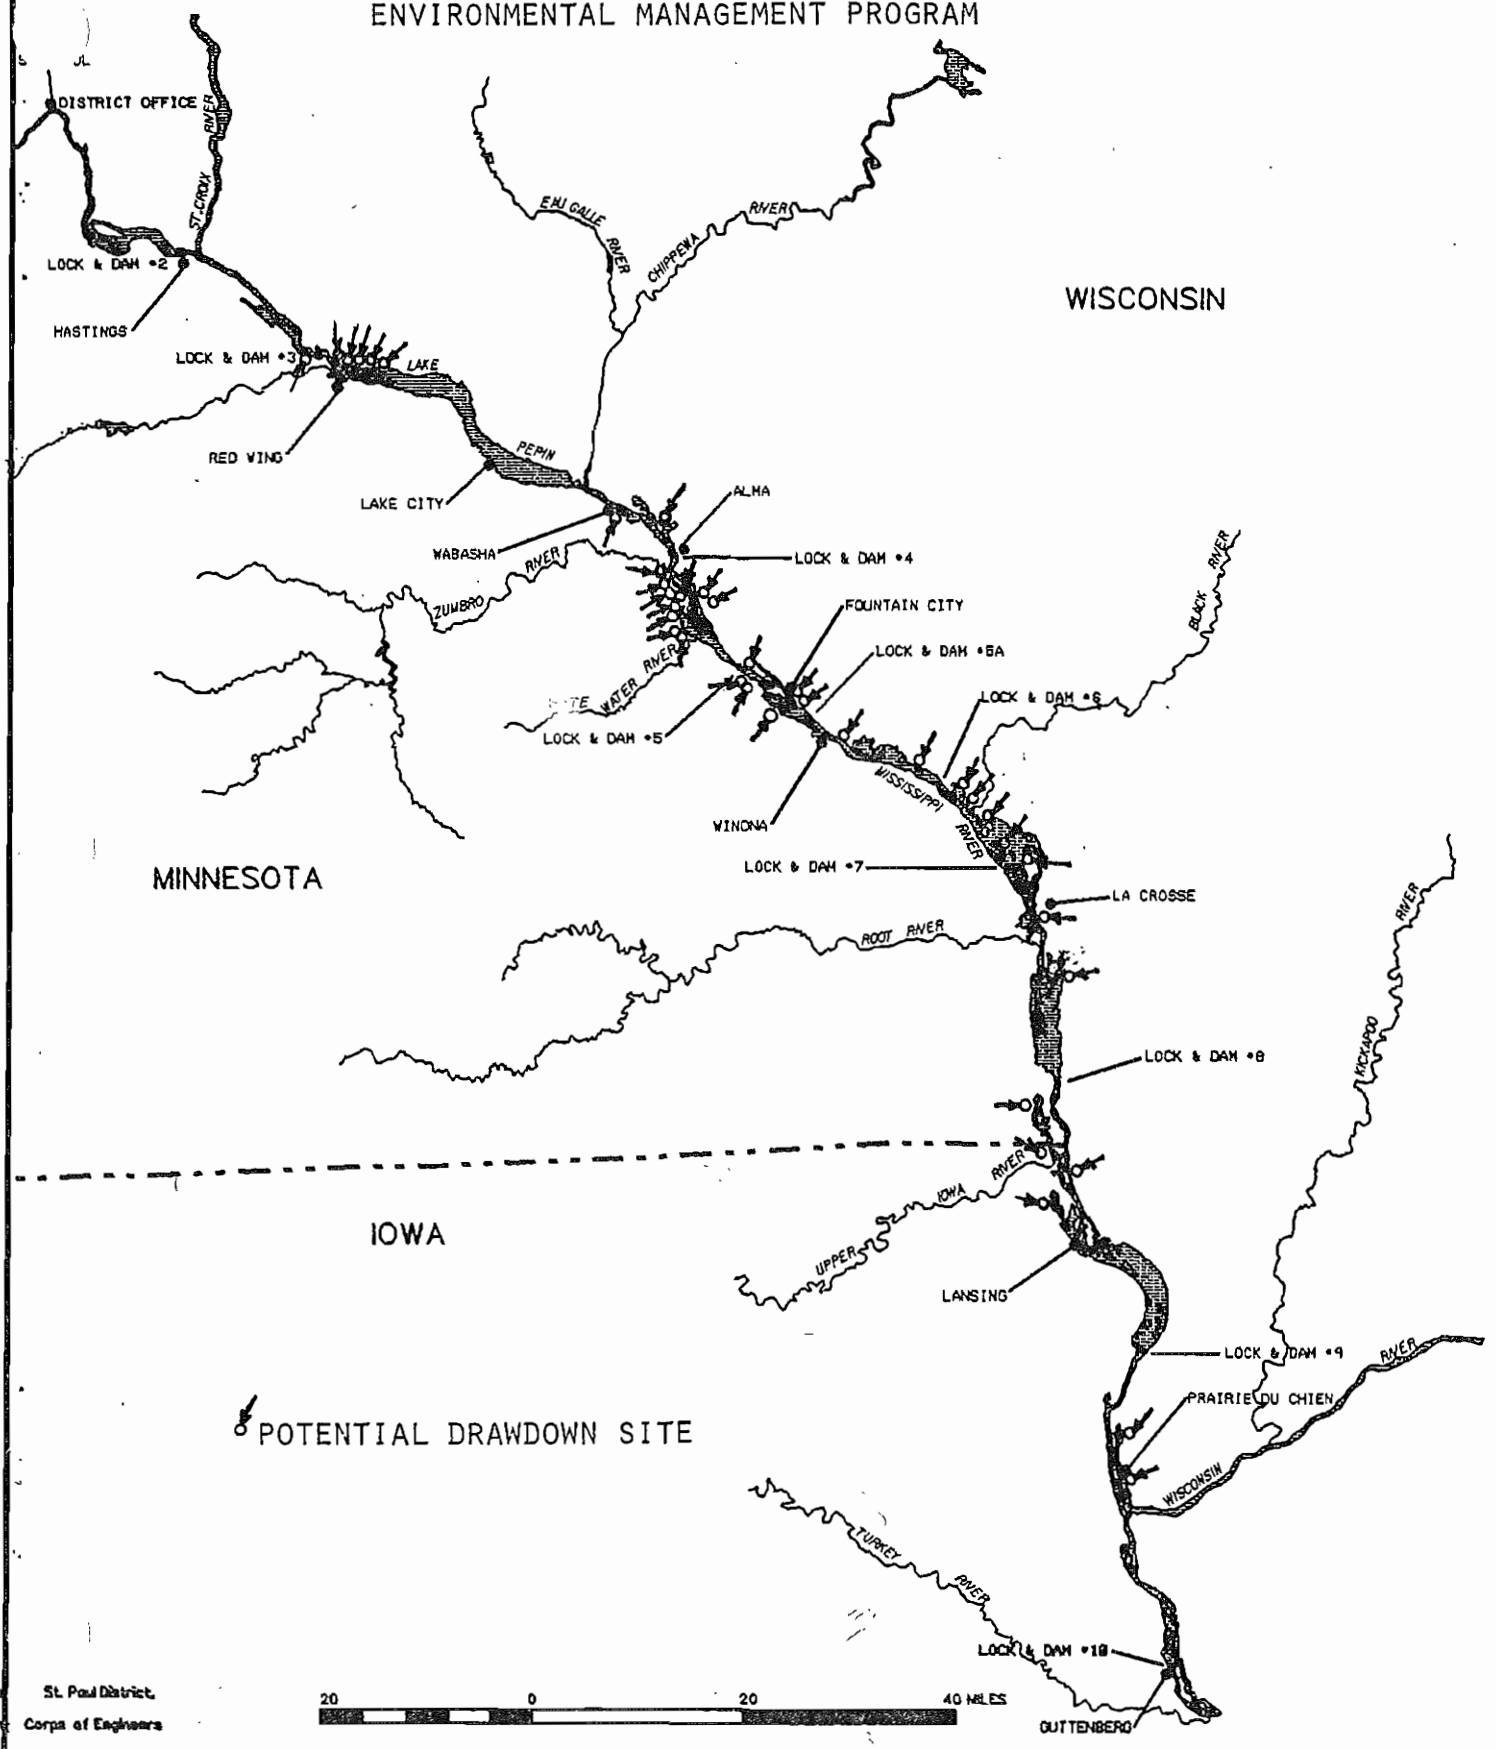 ENVIRONMENTAL MANAGEMENT PROGRAM
DISTRICT OFFICE
ST. CROIX RIVER
LOCK & DAM #2
HASTINGS
LOCK & DAM #3
RED WING
LAKE PEPIN
LAKE CITY
EAU GALLE RIVER
CHIPPEWA RIVER
WISCONSIN
WABASHA
ALMA
LOCK & DAM #4
ZUMBRO RIVER
FOUNTAIN CITY
LOCK & DAM #5A
WATER RIVER
LOCK & DAM #5
LOCK & DAM #6
BLACK RIVER
WINONA
MISSISSIPPI RIVER
LOCK & DAM #7
MINNESOTA
LA CROSSE
ROOT RIVER
LOCK & DAM #8
KICKAPOO RIVER
IOWA
UPPER IOWA RIVER
LANSING
LOCK & DAM #9
PRAIRIE DU CHIEN
WISCONSIN RIVER
POTENTIAL DRAWDOWN SITE
TURKEY RIVER
LOCK & DAM #10
GUTTENBERG
St. Paul District,
Corps of Engineers
20 0 20 40 MILES